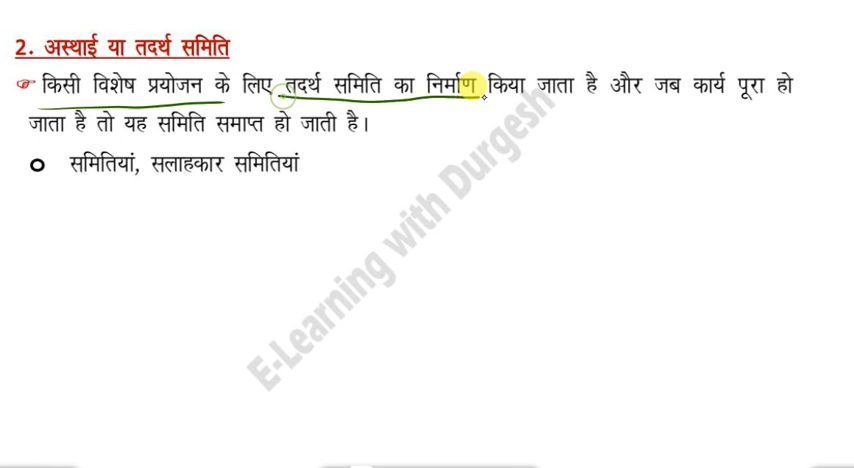 2. अस्थाई या तदर्थ समिति
☞ किसी विशेष प्रयोजन के लिए तदर्थ समिति का निर्माण किया जाता है और जब कार्य पूरा हो
जाता है तो यह समिति समाप्त हो जाती है।
o समितियां, सलाहकार समितियां
E-Learning with Durgesh